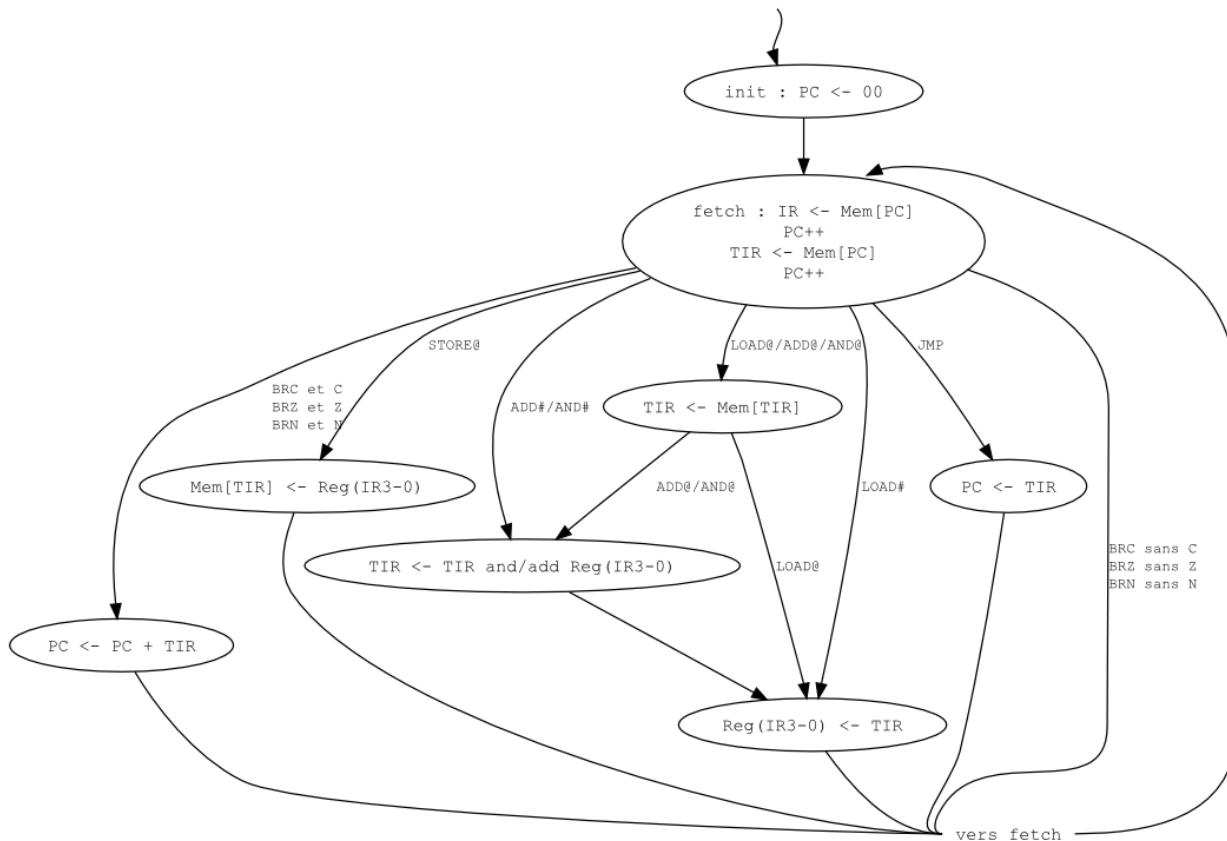 init : PC <- 00
fetch : IR <- Mem[PC]
PC++
TIR <- Mem[PC]
PC++
STORE@
LOAD@/ADD@/AND@
JMP
BRC et C
BRZ et Z
BRN et N
ADD#/AND#
TIR <- Mem[TIR]
Mem[TIR] <- Reg(IR3-0)
ADD@/AND@
LOAD#
PC <- TIR
BRC sans C
BRZ sans Z
BRN sans N
TIR <- TIR and/add Reg(IR3-0)
LOAD@
PC <- PC + TIR
Reg(IR3-0) <- TIR
vers fetch